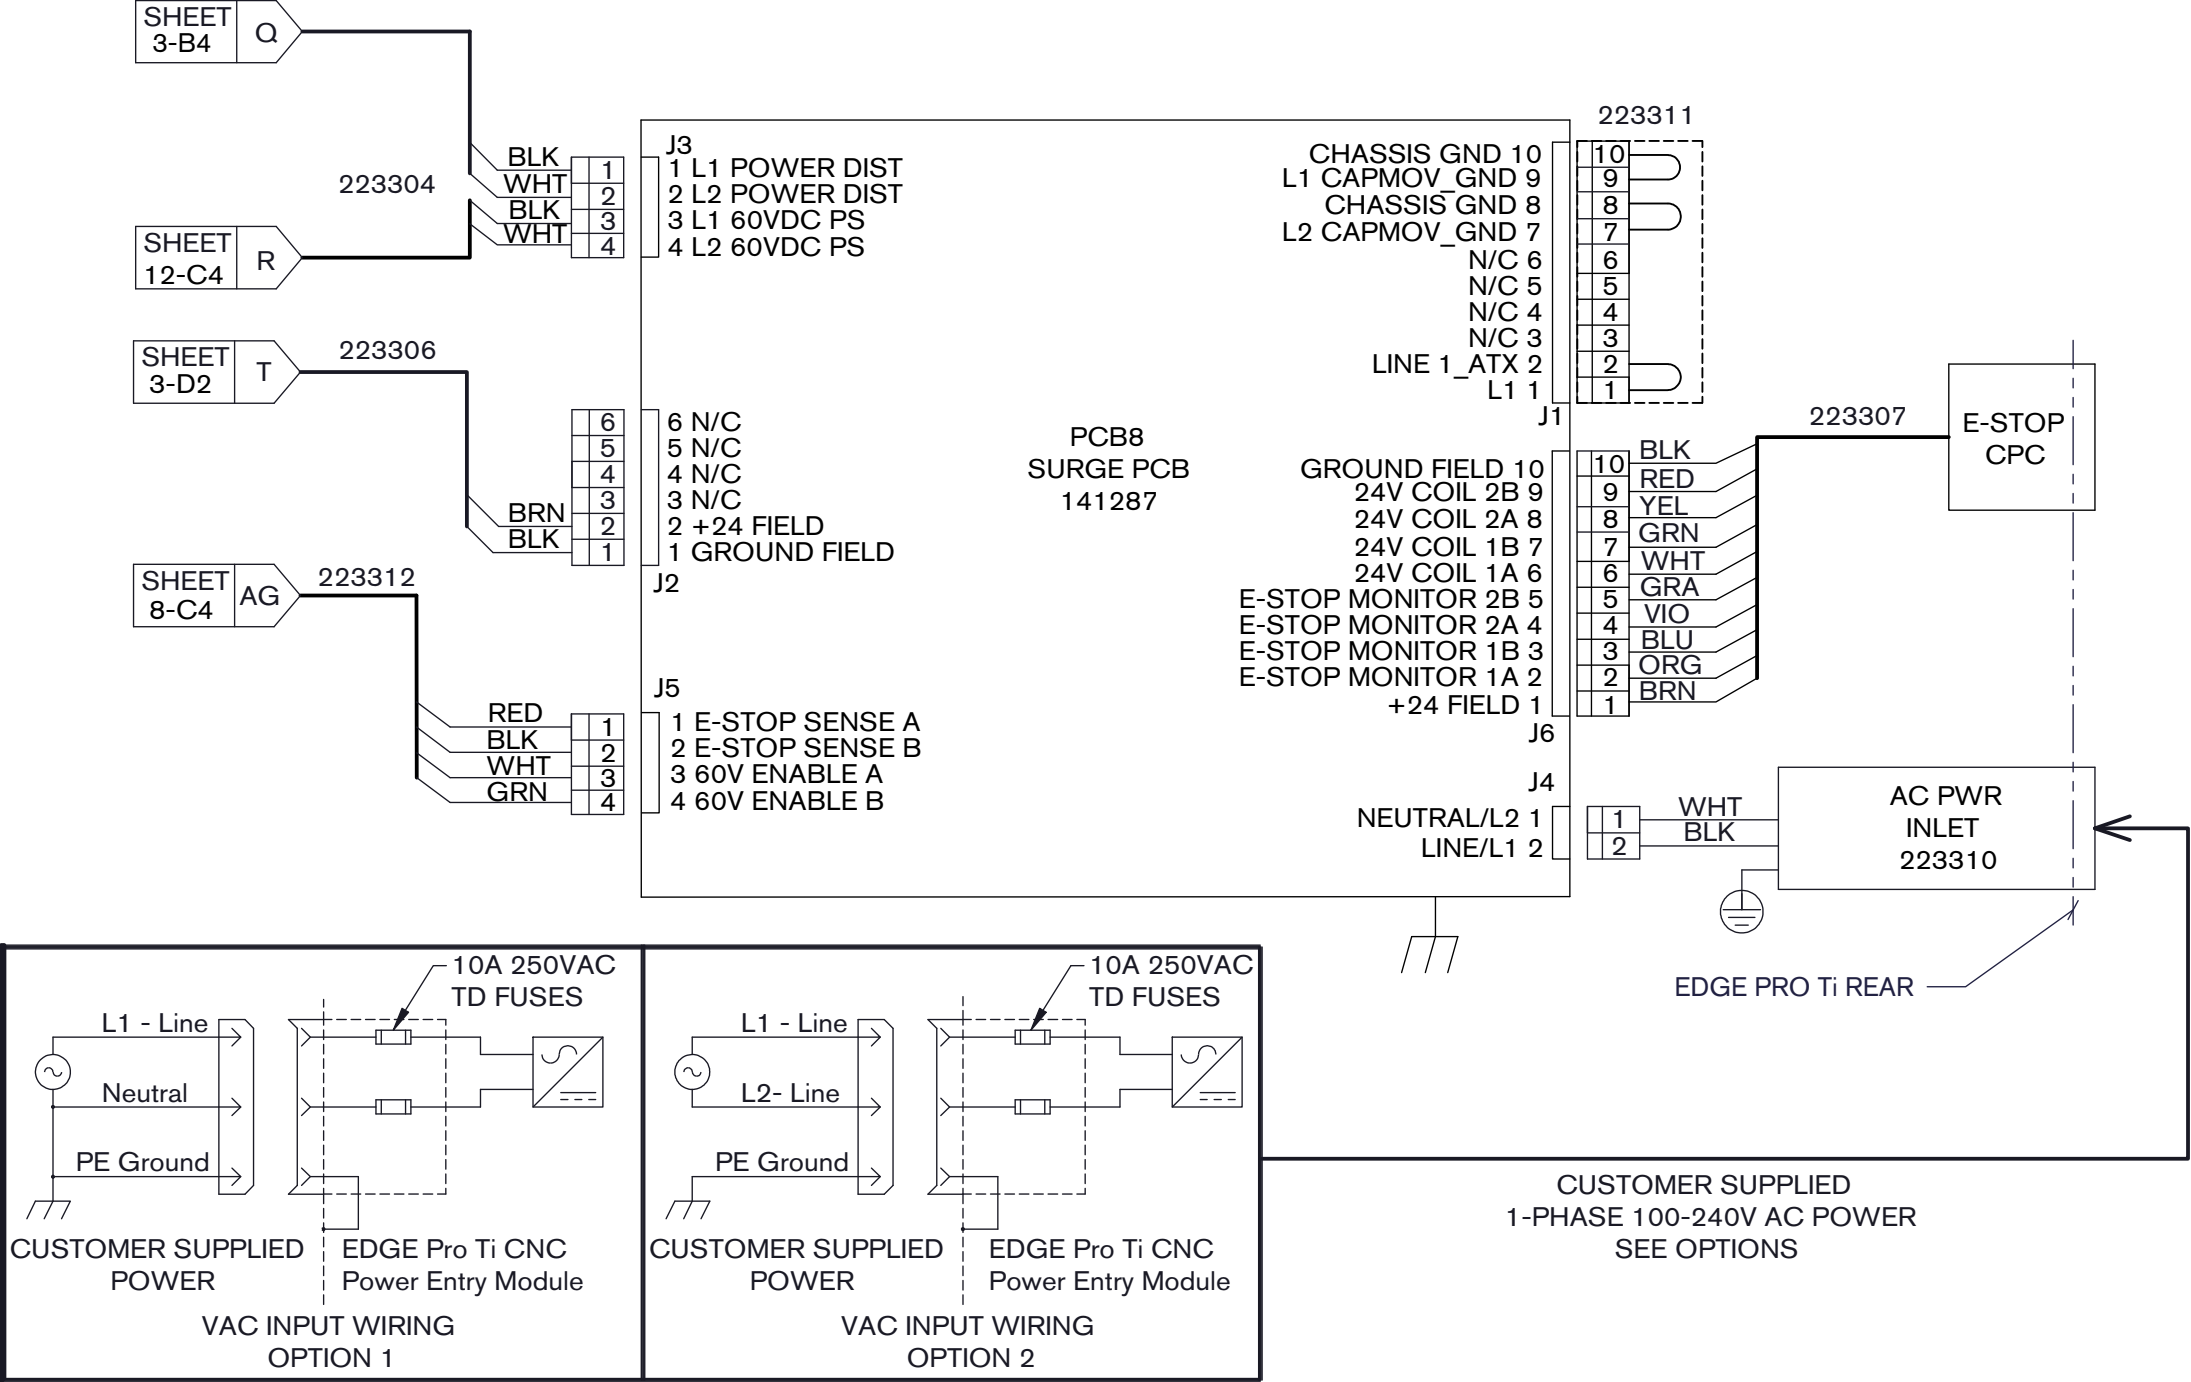 SHEET
3-B4
Q
223304
BLK
WHT
BLK
WHT
1
2
3
4
SHEET
12-C4
R
J3
1 L1 POWER DIST
2 L2 POWER DIST
3 L1 60VDC PS
4 L2 60VDC PS
SHEET
3-D2
T
223306
BRN
BLK
6
5
4
3
2
1
6 N/C
5 N/C
4 N/C
3 N/C
2 +24 FIELD
1 GROUND FIELD
J2
SHEET
8-C4
AG
223312
RED
BLK
WHT
GRN
1
2
3
4
J5
1 E-STOP SENSE A
2 E-STOP SENSE B
3 60V ENABLE A
4 60V ENABLE B
PCB8
SURGE PCB
141287
223311
CHASSIS GND 10
L1 CAPMOV_GND 9
CHASSIS GND 8
L2 CAPMOV_GND 7
N/C 6
N/C 5
N/C 4
N/C 3
LINE 1_ATX 2
L1 1
J1
10
9
8
7
6
5
4
3
2
1
GROUND FIELD 10
24V COIL 2B 9
24V COIL 2A 8
24V COIL 1B 7
24V COIL 1A 6
E-STOP MONITOR 2B 5
E-STOP MONITOR 2A 4
E-STOP MONITOR 1B 3
E-STOP MONITOR 1A 2
+24 FIELD 1
J6
10
9
8
7
6
5
4
3
2
1
BLK
RED
YEL
GRN
WHT
GRA
VIO
BLU
ORG
BRN
223307
E-STOP
CPC
J4
NEUTRAL/L2 1
LINE/L1 2
1
2
WHT
BLK
AC PWR
INLET
223310
EDGE PRO Ti REAR
10A 250VAC
TD FUSES
L1 - Line
Neutral
PE Ground
CUSTOMER SUPPLIED
POWER
EDGE Pro Ti CNC
Power Entry Module
VAC INPUT WIRING
OPTION 1
10A 250VAC
TD FUSES
L1 - Line
L2- Line
PE Ground
CUSTOMER SUPPLIED
POWER
EDGE Pro Ti CNC
Power Entry Module
VAC INPUT WIRING
OPTION 2
CUSTOMER SUPPLIED
1-PHASE 100-240V AC POWER
SEE OPTIONS